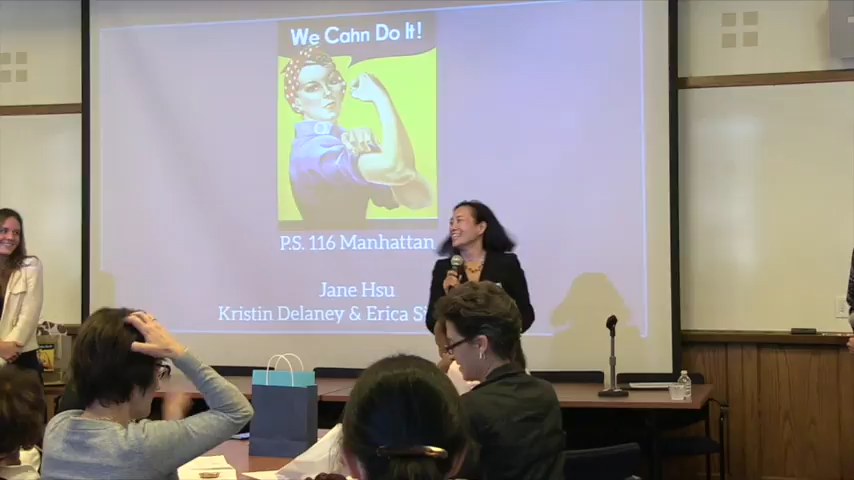 We Cahn Do It!
P.S. 116 Manhattan
Jane Hsu
Kristin Delaney & Erica